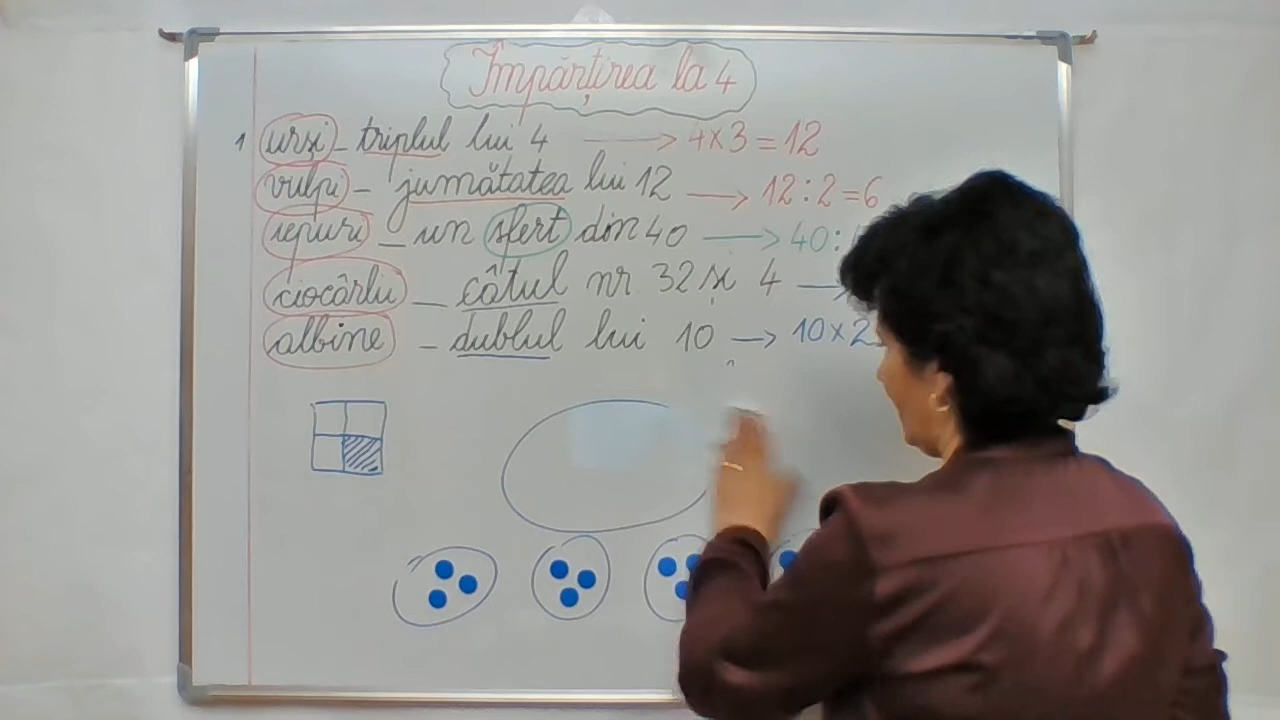 Împărțirea la 4
1 urși - triplul lui 4 → 4x3=12
vulpi - jumătatea lui 12 → 12:2=6
iepuri - un sfert din 40 → 40:
ciocârlii - câtul nr 32 și 4 →
albine - dublul lui 10 → 10x2